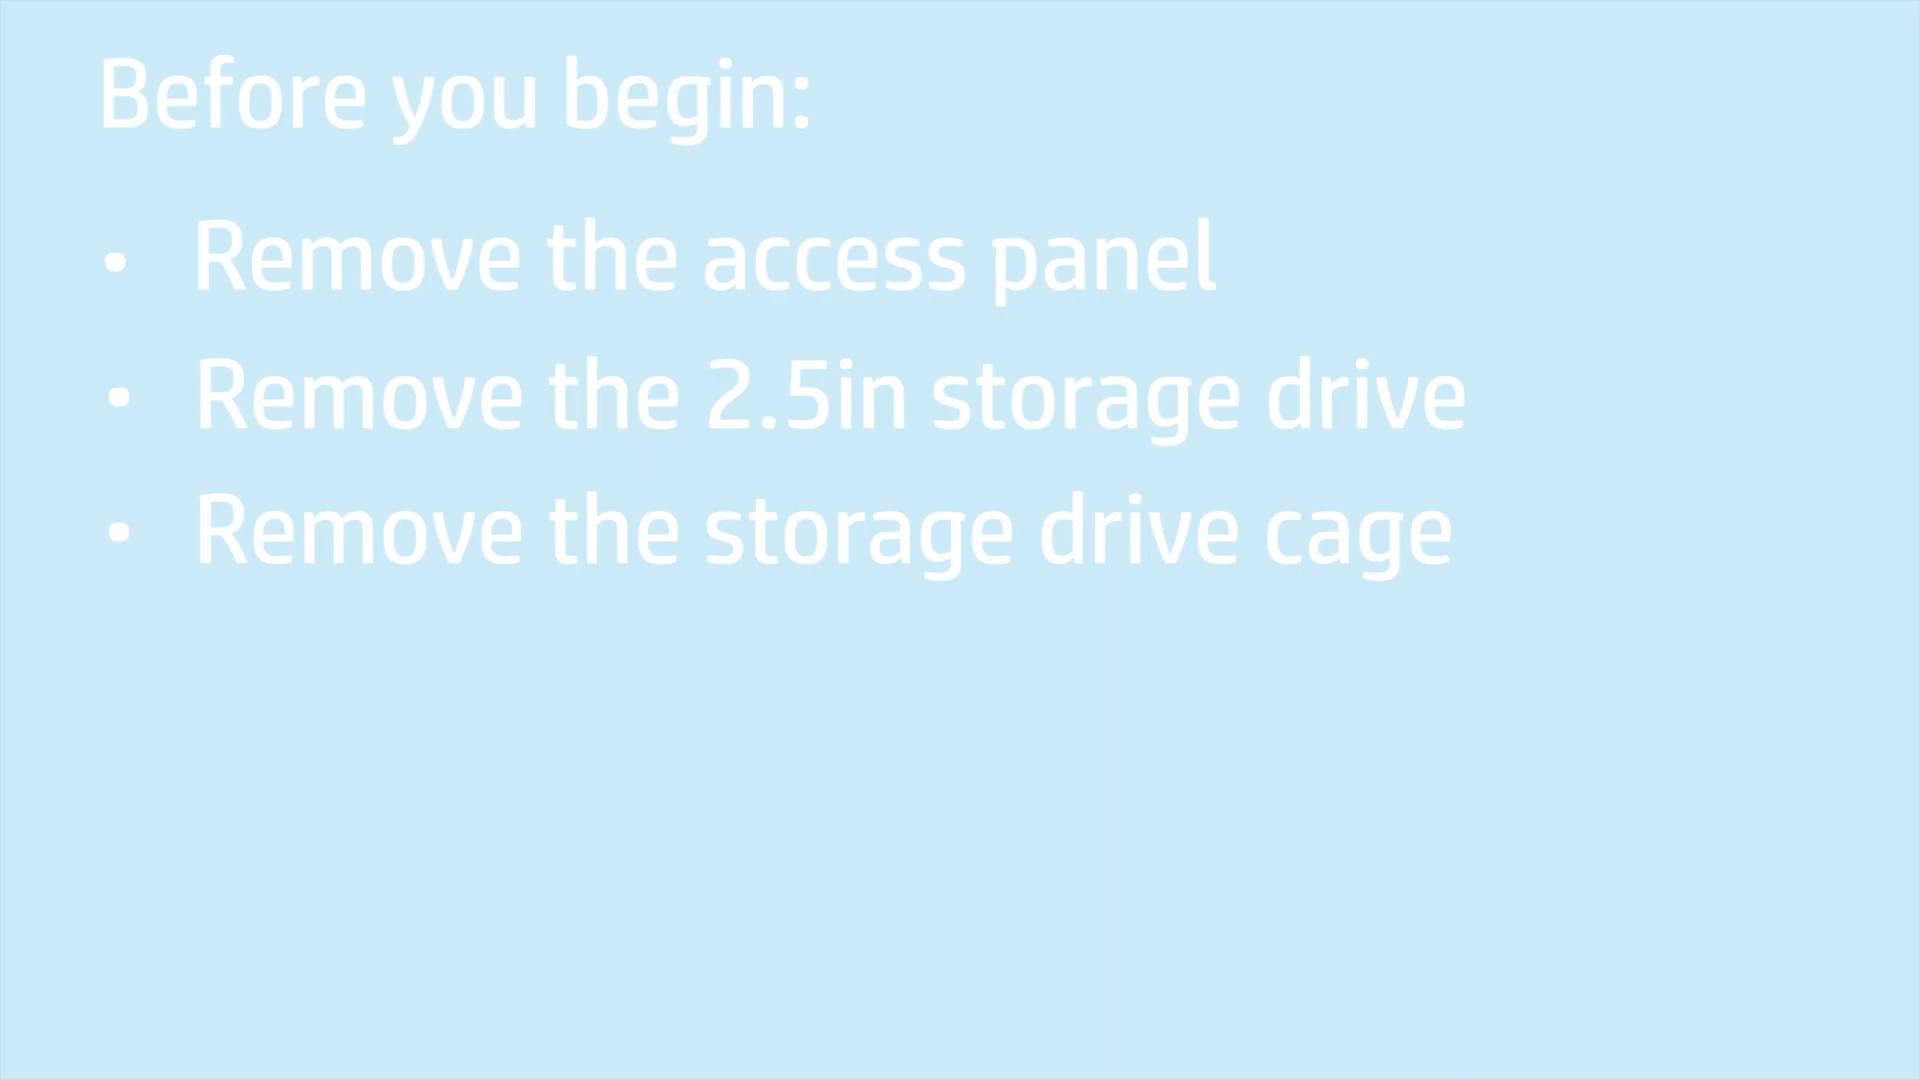 Before you begin:
• Remove the access panel
• Remove the 2.5in storage drive
• Remove the storage drive cage